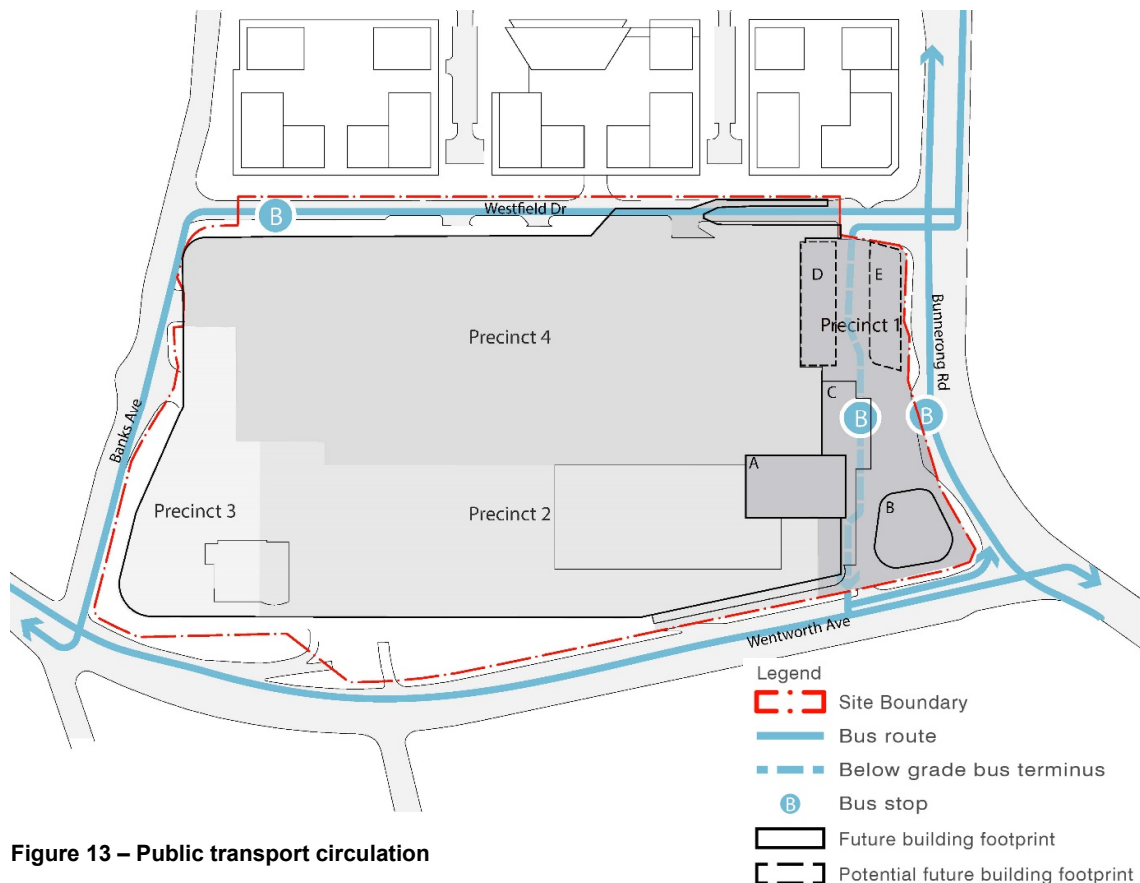 B
Westfield Dr
D
E
Precinct 1
Precinct 4
Bunnerong Rd
C
B
B
Banks Ave
A
Precinct 3
Precinct 2
B
Wentworth Ave
Legend
Site Boundary
Bus route
Below grade bus terminus
B Bus stop
Future building footprint
Potential future building footprint
Figure 13 – Public transport circulation